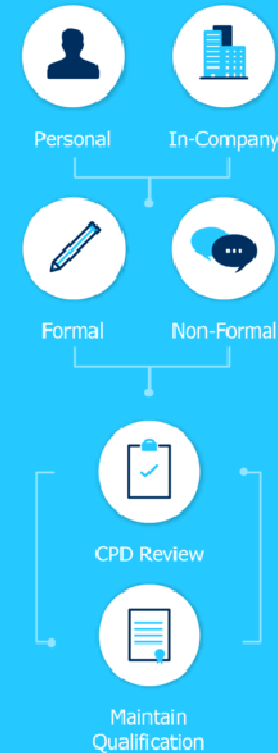 Personal
In-Company
Formal
Non-Formal
CPD Review
Maintain
Qualification